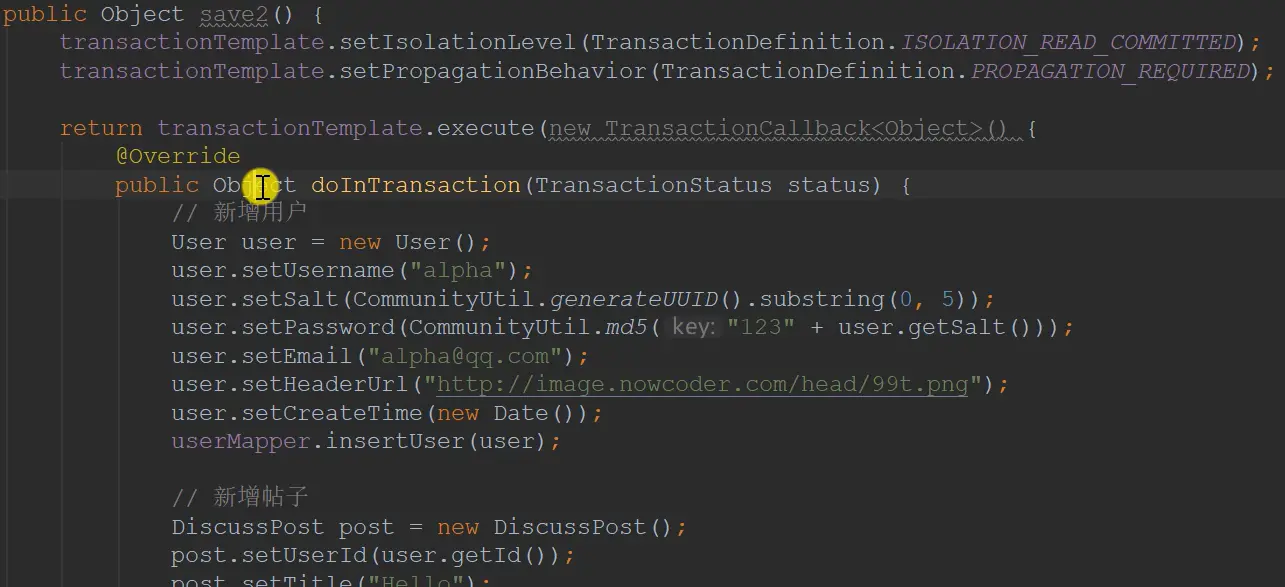 public Object save2() {
transactionTemplate.setIsolationLevel(TransactionDefinition.ISOLATION_READ_COMMITTED);
transactionTemplate.setPropagationBehavior(TransactionDefinition.PROPAGATION_REQUIRED);
return transactionTemplate.execute(new TransactionCallback<Object>() {
@Override
public Object doInTransaction(TransactionStatus status) {
// 新增用户
User user = new User();
user.setUsername("alpha");
user.setSalt(CommunityUtil.generateUUID().substring(0, 5));
user.setPassword(CommunityUtil.md5( key: "123" + user.getSalt()));
user.setEmail("alpha@qq.com");
user.setHeaderUrl("http://image.nowcoder.com/head/99t.png");
user.setCreateTime(new Date());
userMapper.insertUser(user);
// 新增帖子
DiscussPost post = new DiscussPost();
post.setUserId(user.getId());
post.setTitle("Hello");